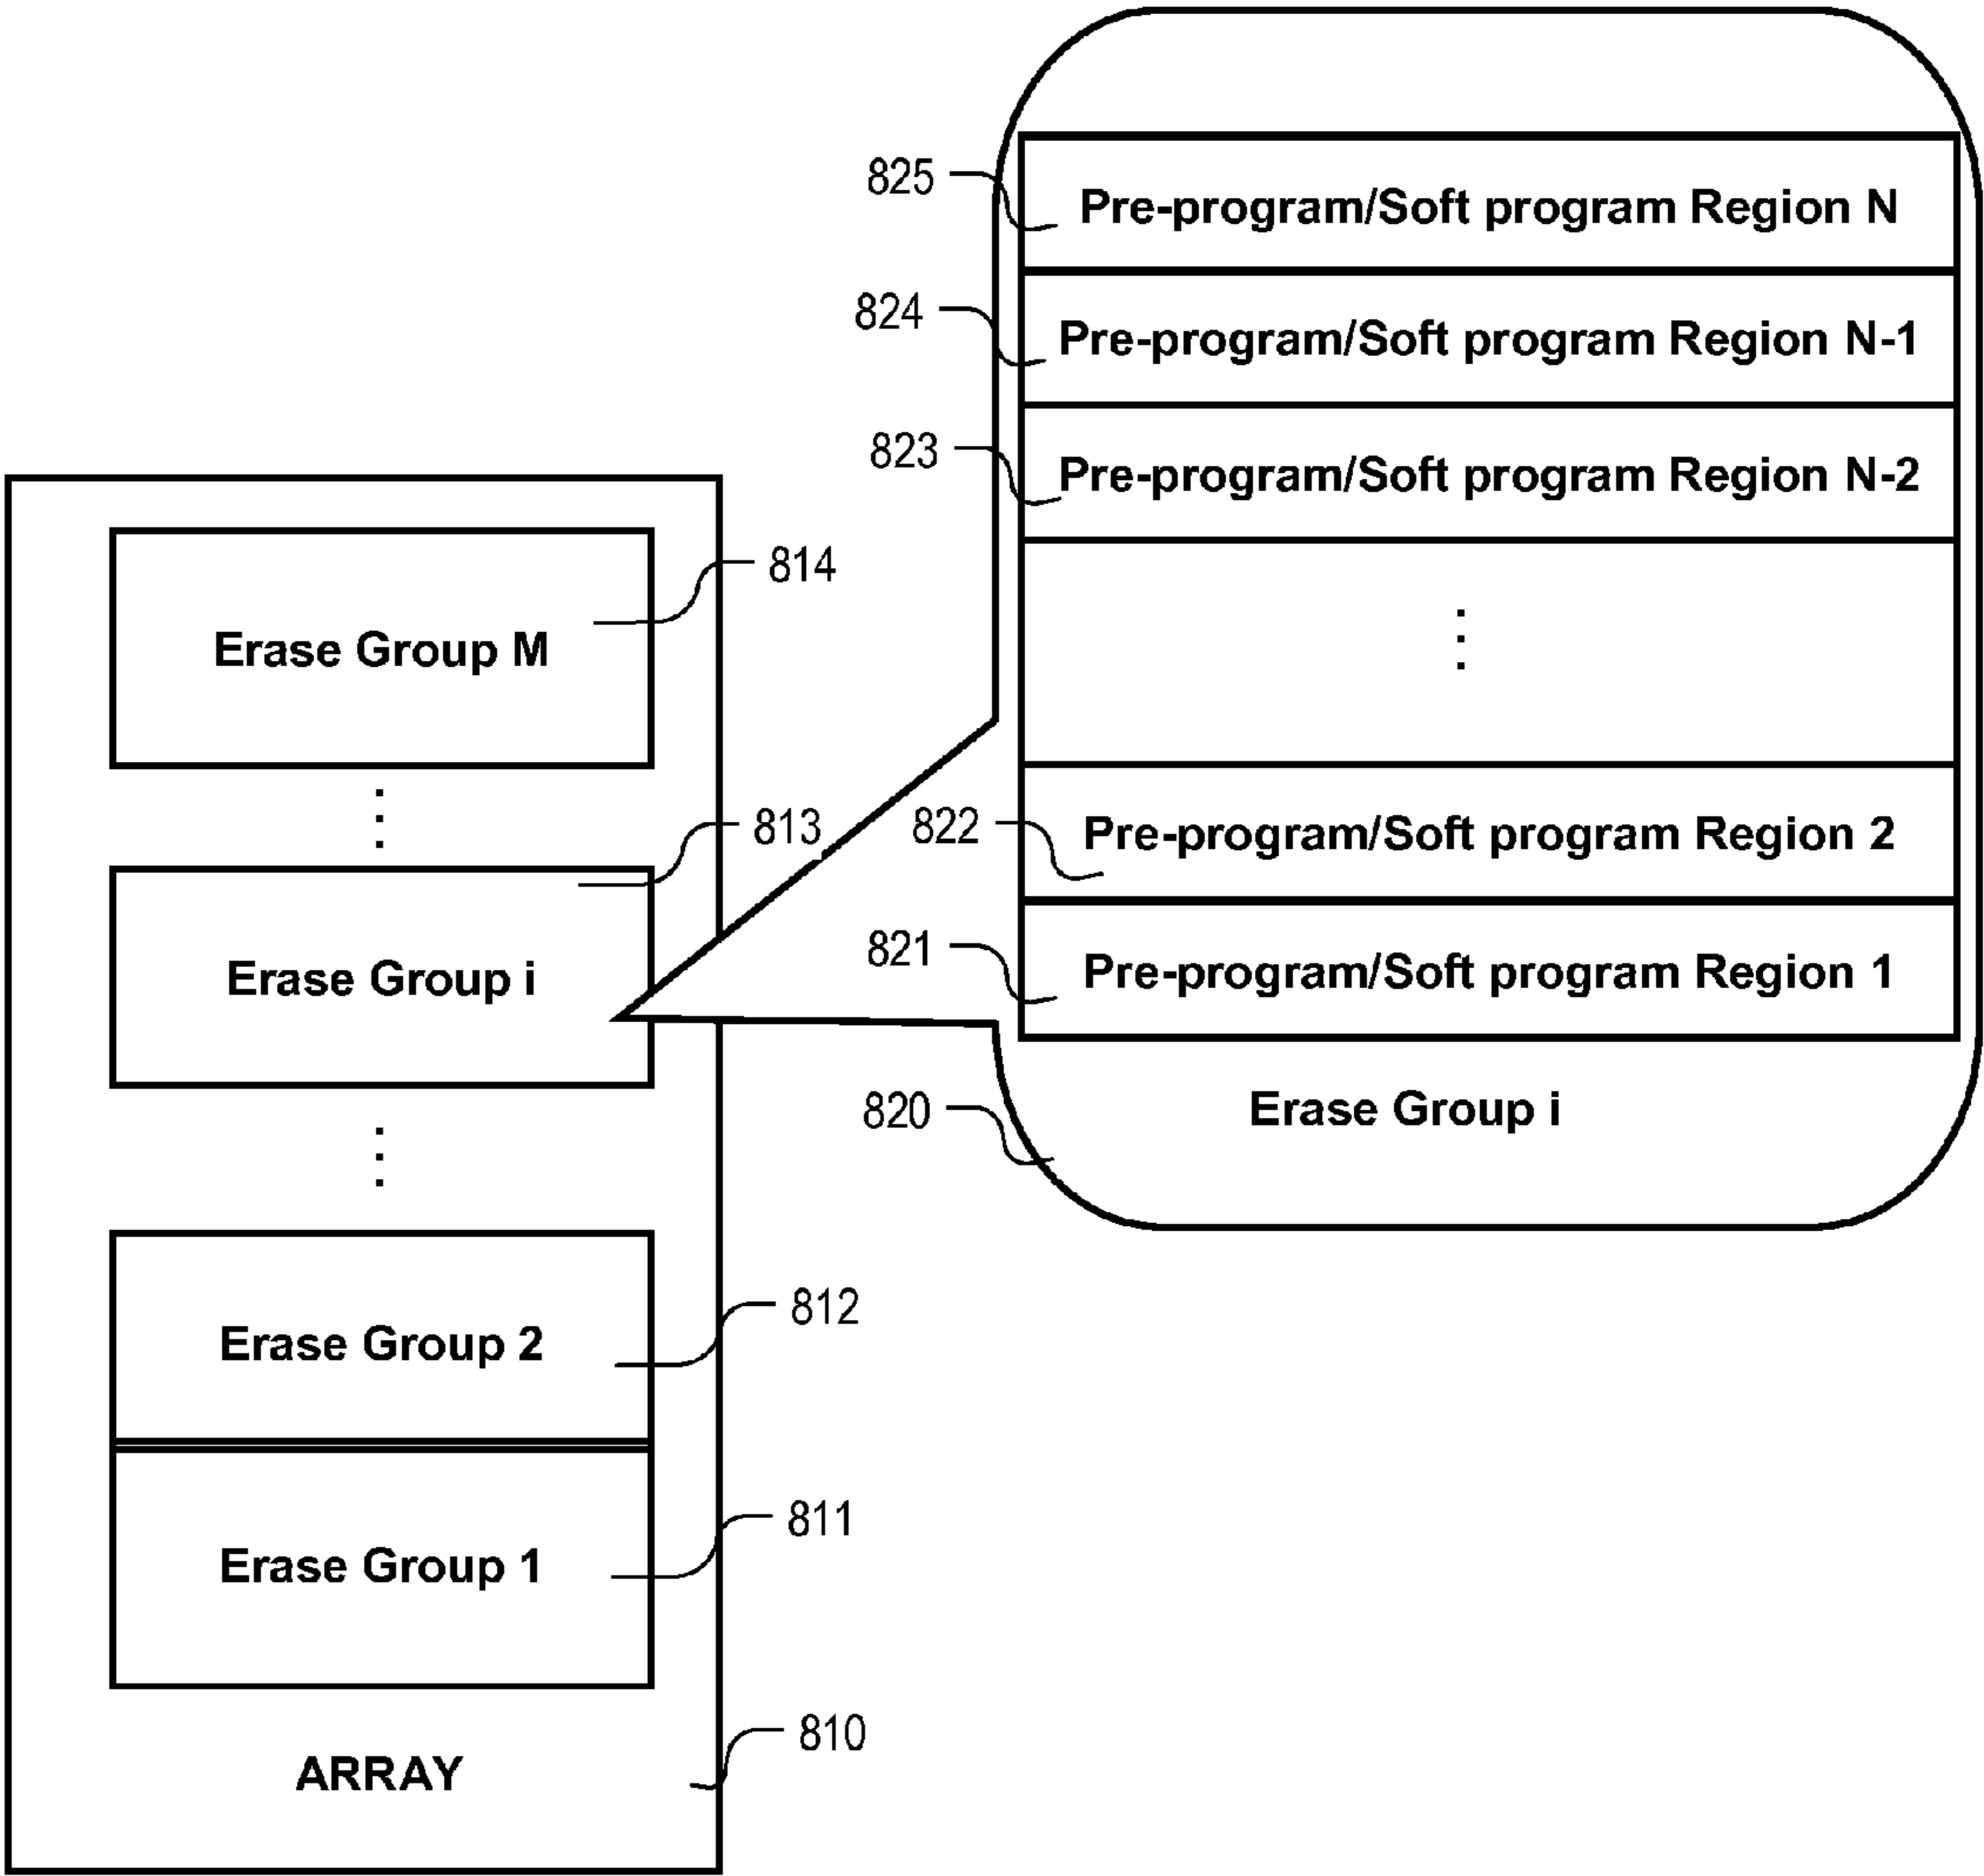 825
Pre-program/Soft program Region N
824
Pre-program/Soft program Region N-1
823
Pre-program/Soft program Region N-2
⋮
822
Pre-program/Soft program Region 2
821
Pre-program/Soft program Region 1
820
Erase Group i
Erase Group M
814
⋮
813
Erase Group i
⋮
812
Erase Group 2
811
Erase Group 1
810
ARRAY